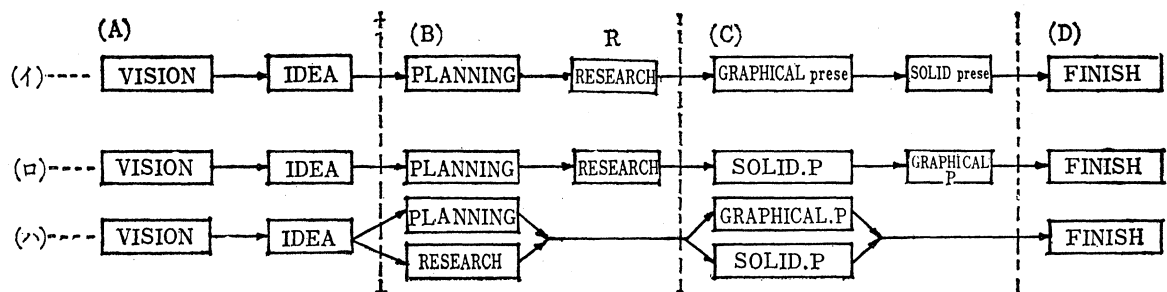 (A) (B) R (C) (D)
(イ) VISION IDEA PLANNING RESEARCH GRAPHICAL prese SOLID prese FINISH
(ロ) VISION IDEA PLANNING RESEARCH SOLID.P GRAPHICAL P FINISH
PLANNING GRAPHICAL.P
(ハ) VISION IDEA FINISH
RESEARCH SOLID.P